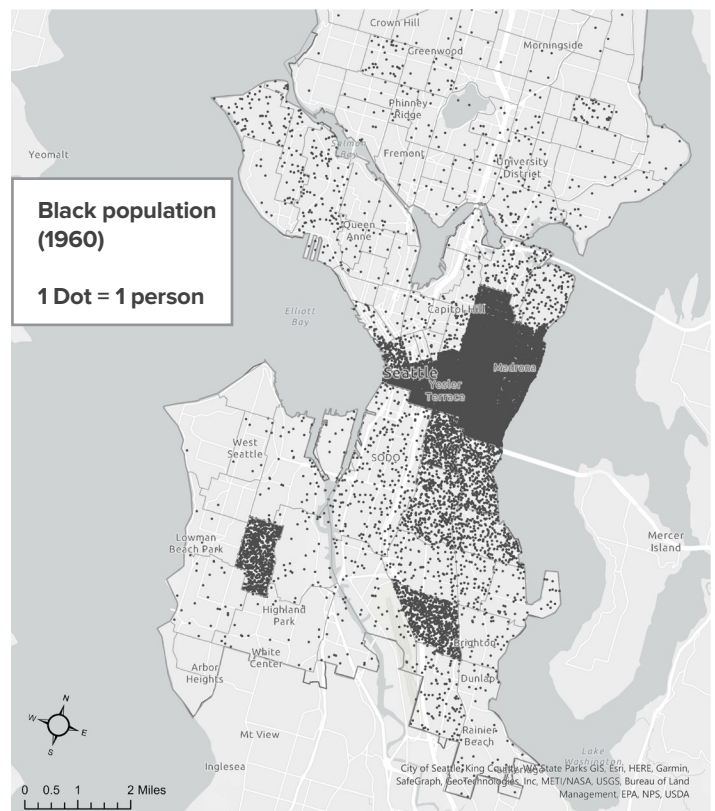 Crown Hill
Greenwood
Morningside
Phinney
Ridge
Yeomalt
Salmon
Bay
Fremont
University
District
Black population
(1960)
1 Dot = 1 person
Queen
Anne
Elliott
Bay
Capitol Hill
Seattle
Madrona
Yesler
Terrace
West
Seattle
SODO
Lowman
Beach Park
Mercer
Island
Highland
Park
Brighton
White
Center
Arbor
Heights
Dunlap
N
W
E
S
Mt View
Rainier
Beach
Inglesea
Lake
Washington
City of Seattle, King County, WA State Parks GIS, Esri, HERE, Garmin,
SafeGraph, GeoTechnologies, Inc, METI/NASA, USGS, Bureau of Land
Management, EPA, NPS, USDA
0 0.5 1 2 Miles